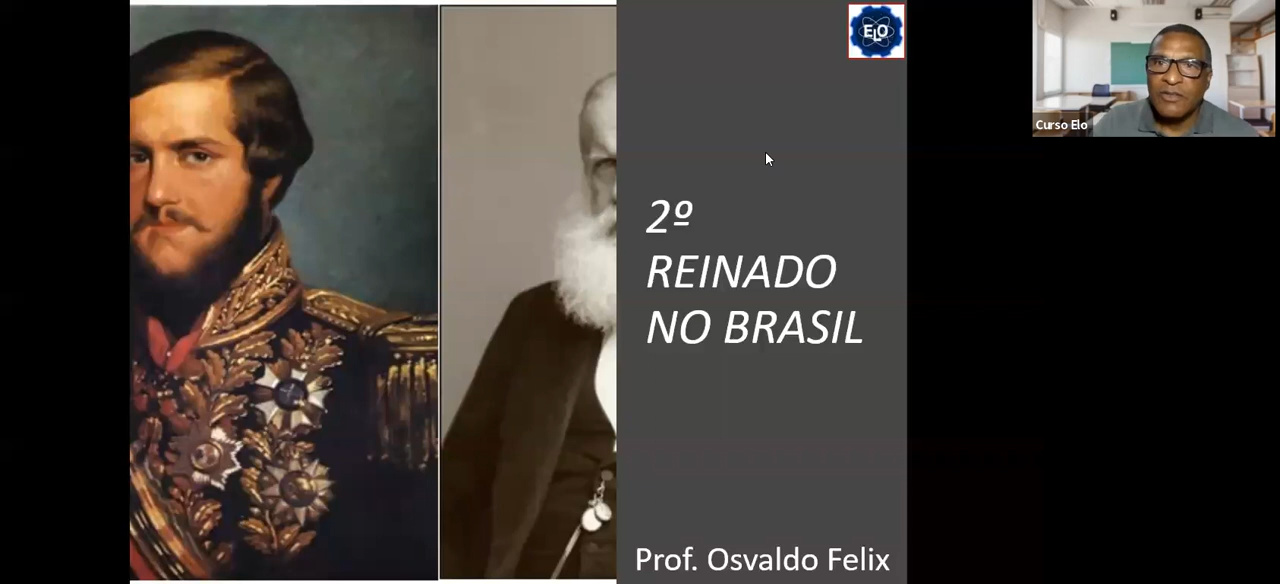 ELO
Curso Elo
2º
REINADO
NO BRASIL
Prof. Osvaldo Felix